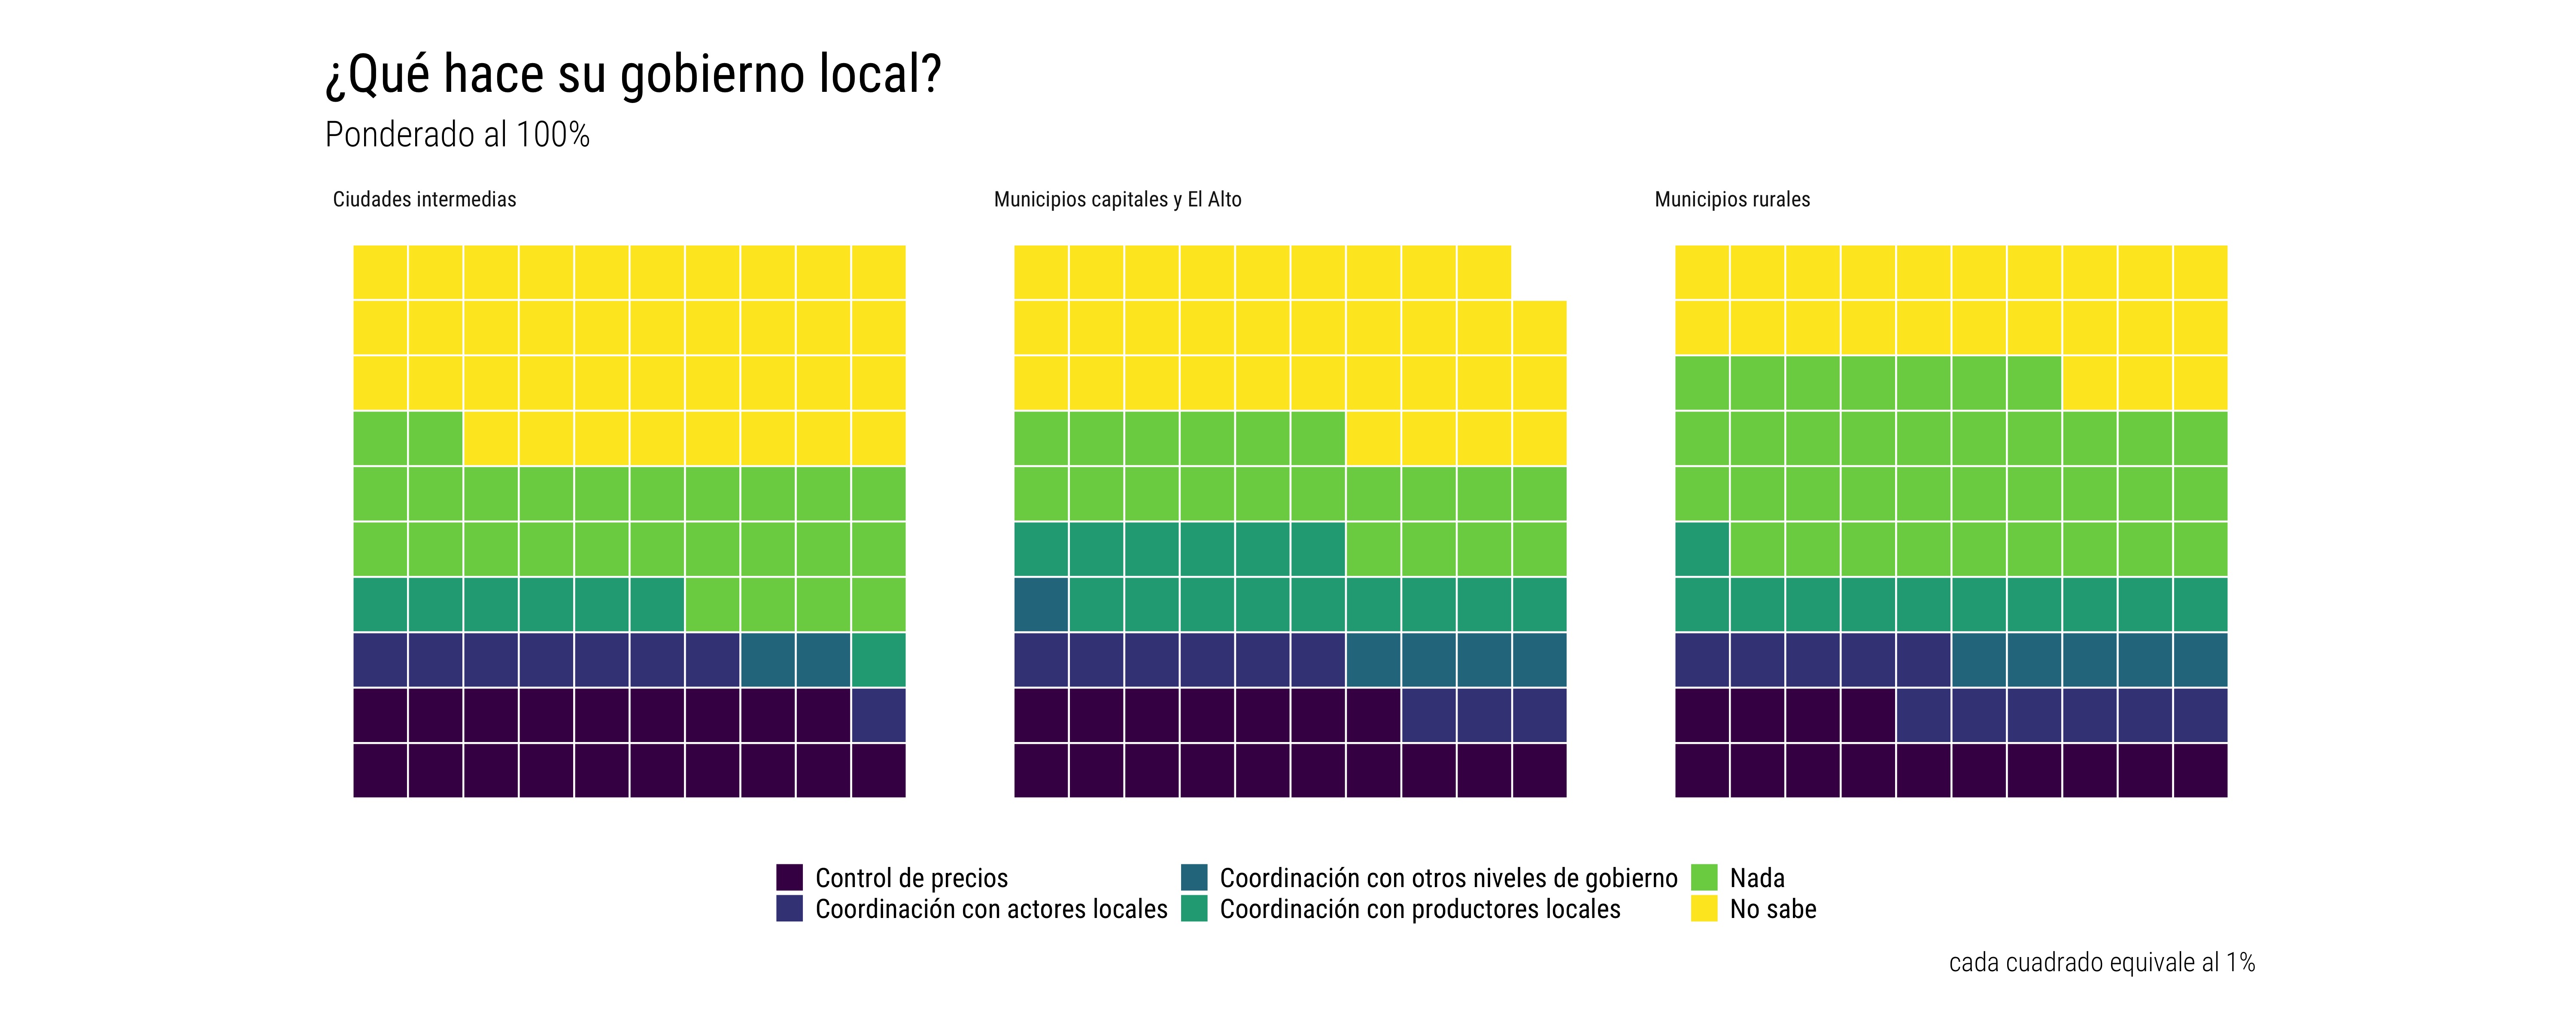 ¿Qué hace su gobierno local?
Ponderado al 100%
Ciudades intermedias
Municipios capitales y El Alto
Municipios rurales
Control de precios
Coordinación con otros niveles de gobierno
Nada
Coordinación con actores locales
Coordinación con productores locales
No sabe
cada cuadrado equivale al 1%